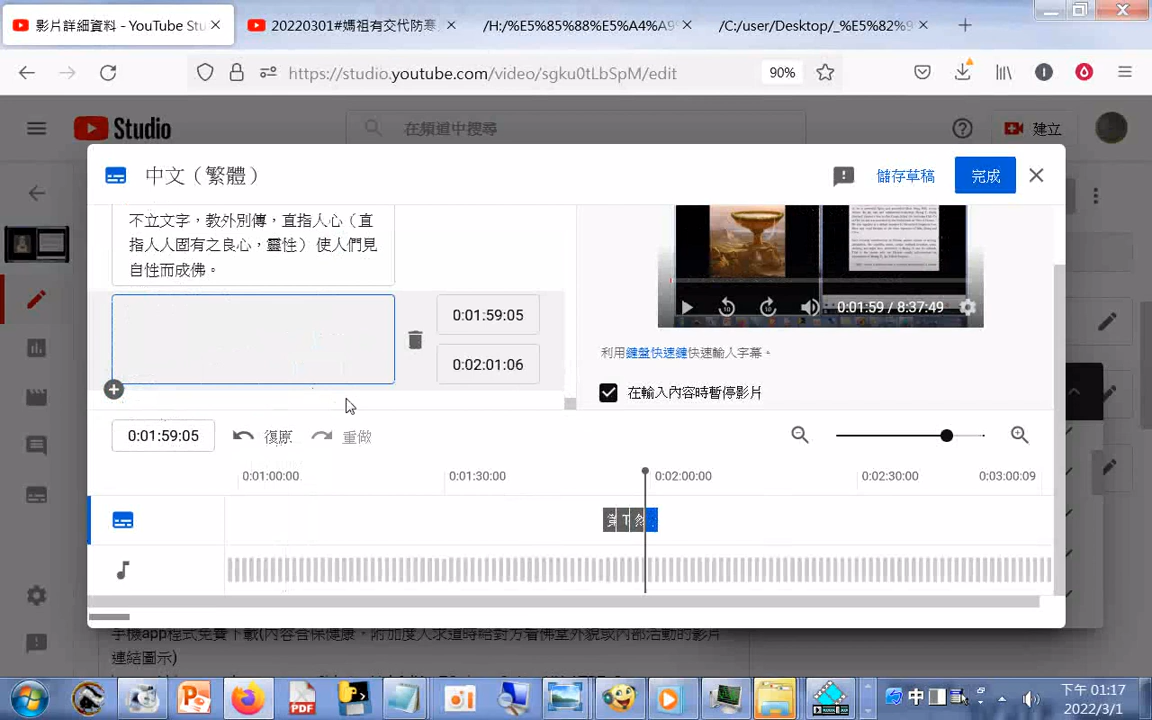 影片詳細資料 - YouTube Stu
20220301#媽祖有交代防寒
/H:/%E5%85%88%E5%A4%A9
/C:/user/Desktop/_%E5%82%9
https://studio.youtube.com/video/sgku0tLbSpM/edit
90%
Studio
在頻道中搜尋
建立
中文（繁體）
儲存草稿
完成
不立文字，教外別傳，直指人心（直
指人人固有之良心，靈性） 使人們見
自性而成佛。
0:01:59:05
0:02:01:06
0:01:59 / 8:37:49
利用鍵盤快速鍵快速輸入字幕。
在輸入內容時暫停影片
0:01:59:05
復原
重做
0:01:00:00
0:01:30:00
0:02:00:00
0:02:30:00
0:03:00:09
手機app程式免費下載(內容含保健康，附加度人求道時給對方看佛堂外貌或內部活動的影片
連結圖示)
中
下午 01:17
2022/3/1